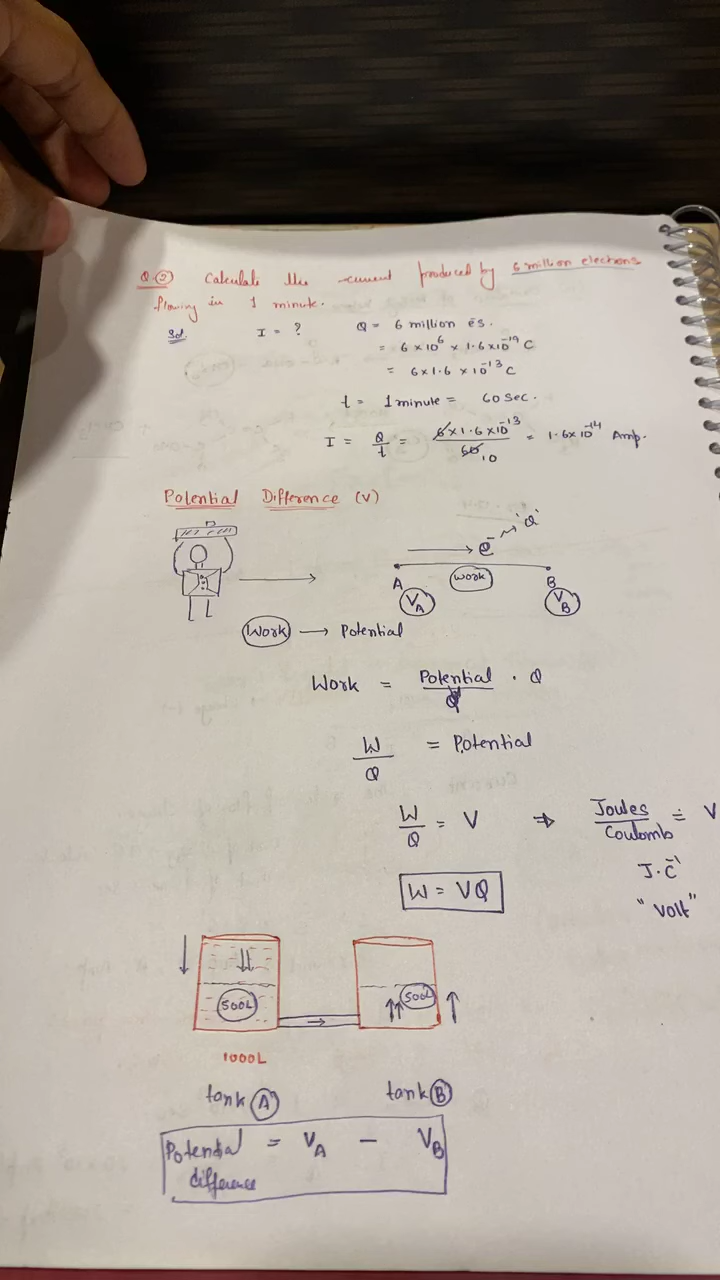 Q.② Calculate the current produced by 6 million electrons
flowing in 1 minute.
Sol. I = ? Q = 6 million ēs.
= 6×10⁶ × 1.6×10⁻¹⁹ C
= 6×1.6 ×10⁻¹³ C
t = 1 minute = 60 sec.
I = Q/t = 6×1.6×10⁻¹³/60 10 = 1.6×10⁻¹⁴ Amp.
Potential Difference (V)
e⁻ 'Q'
A work B
V_A V_B
Work → Potential
Work = Potential/Q · Q
W/Q = Potential
W/Q = V ⇒ Joules/Coulomb = V
J.C⁻¹
W = VQ
"Volt"
500L 500L
1000L
tank A tank B
Potential = V_A − V_B
difference